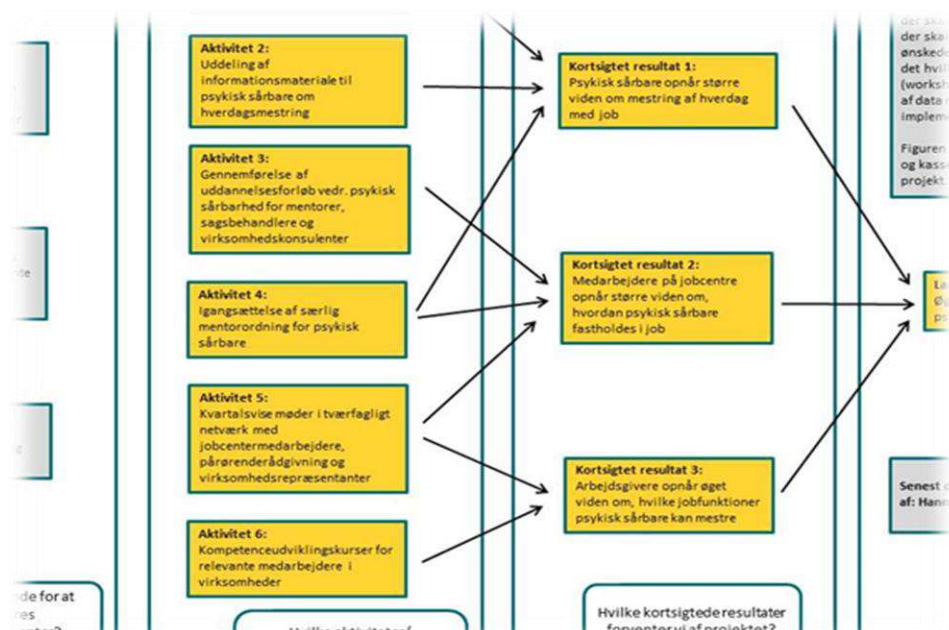 Aktivitet 2:
Uddeling af
informationsmateriale til
psykisk sårbare om
hverdagsmestring
Aktivitet 3:
Gennemførelse af
uddannelsesforløb vedr. psykisk
sårbarhed for mentorer,
sagsbehandlere og
virksomhedskonsulenter
Aktivitet 4:
Igangsættelse af særlig
mentorordning for psykisk
sårbare
Aktivitet 5:
Kvartalsvise møder i tværfagligt
netværk med
jobcentermedarbejdere,
pårørenderådgivning og
virksomhedsrepræsentanter
Aktivitet 6:
Kompetenceudviklingskurser for
relevante medarbejdere i
virksomheder
Kortsigtet resultat 1:
Psykisk sårbare opnår større
viden om mestring af hverdag
med job
Kortsigtet resultat 2:
Medarbejdere på jobcentre
opnår større viden om,
hvordan psykisk sårbare
fastholdes i job
Kortsigtet resultat 3:
Arbejdsgivere opnår øget
viden om, hvilke jobfunktioner
psykisk sårbare kan mestre
der ska
ønskede
det hvil
(worksh
af data
implem
Figuren
og kass
projekt.
Senest
af: Hann
de for at
Hvilke kortsigtede resultater
forventer vi af projektet?